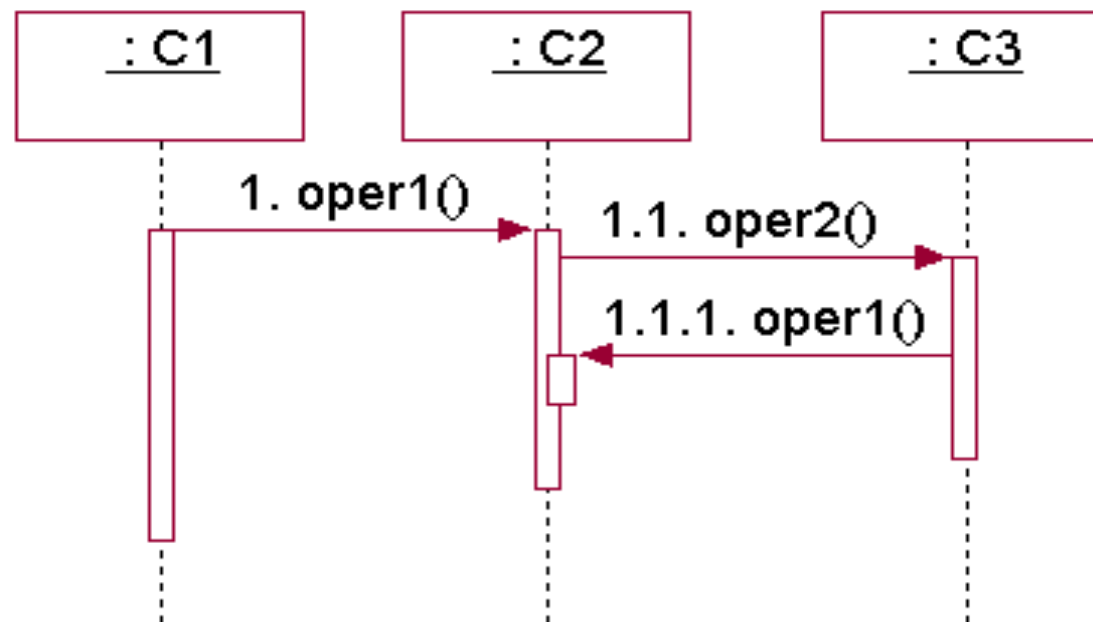 : C1
: C2
: C3
1. oper1()
1.1. oper2()
1.1.1. oper1()